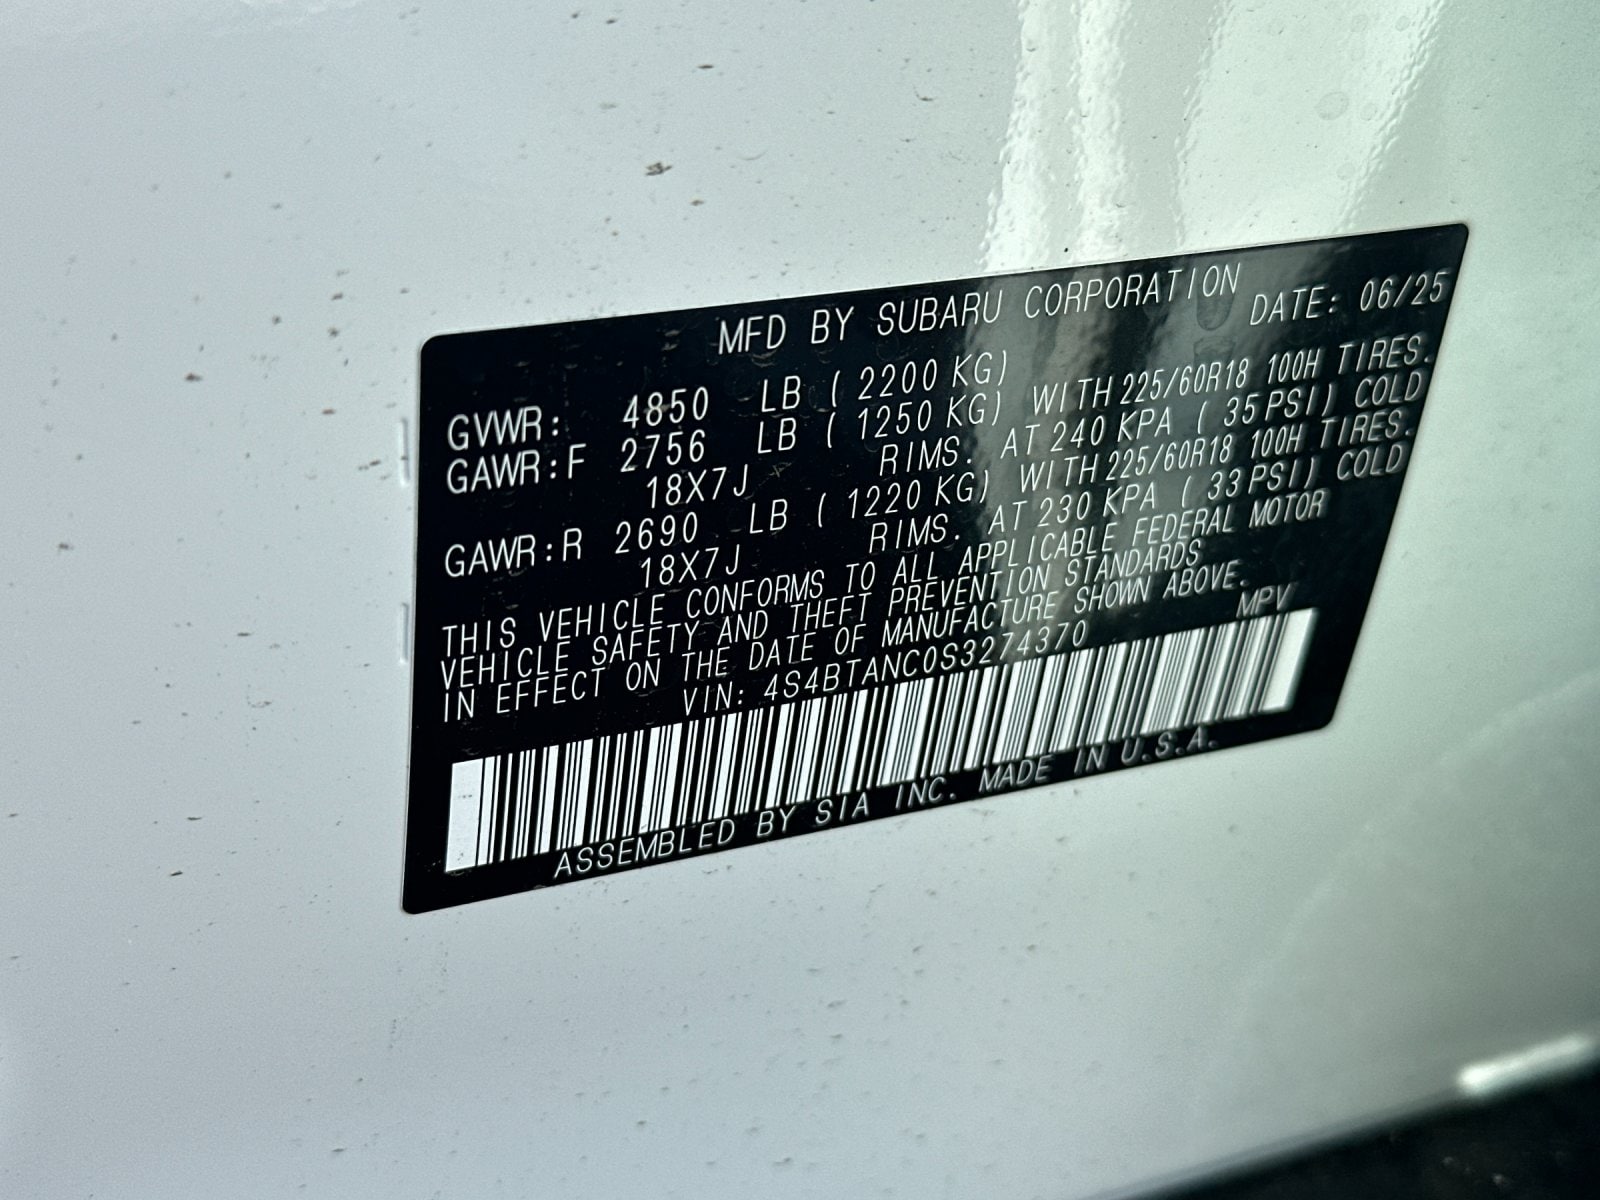 MFD BY SUBARU CORPORATION DATE: 06/25
GVWR: 4850 LB ( 2200 KG)
GAWR:F 2756 LB ( 1250 KG) WITH 225/60R18 100H TIRES.
18X7J RIMS. AT 240 KPA ( 35 PSI) COLD
GAWR:R 2690 LB ( 1220 KG) WITH 225/60R18 100H TIRES.
18X7J RIMS. AT 230 KPA ( 33 PSI) COLD
THIS VEHICLE CONFORMS TO ALL APPLICABLE FEDERAL MOTOR
VEHICLE SAFETY AND THEFT PREVENTION STANDARDS
IN EFFECT ON THE DATE OF MANUFACTURE SHOWN ABOVE.
VIN: 4S4BTANC0S3274370 MPV
ASSEMBLED BY SIA INC. MADE IN U.S.A.